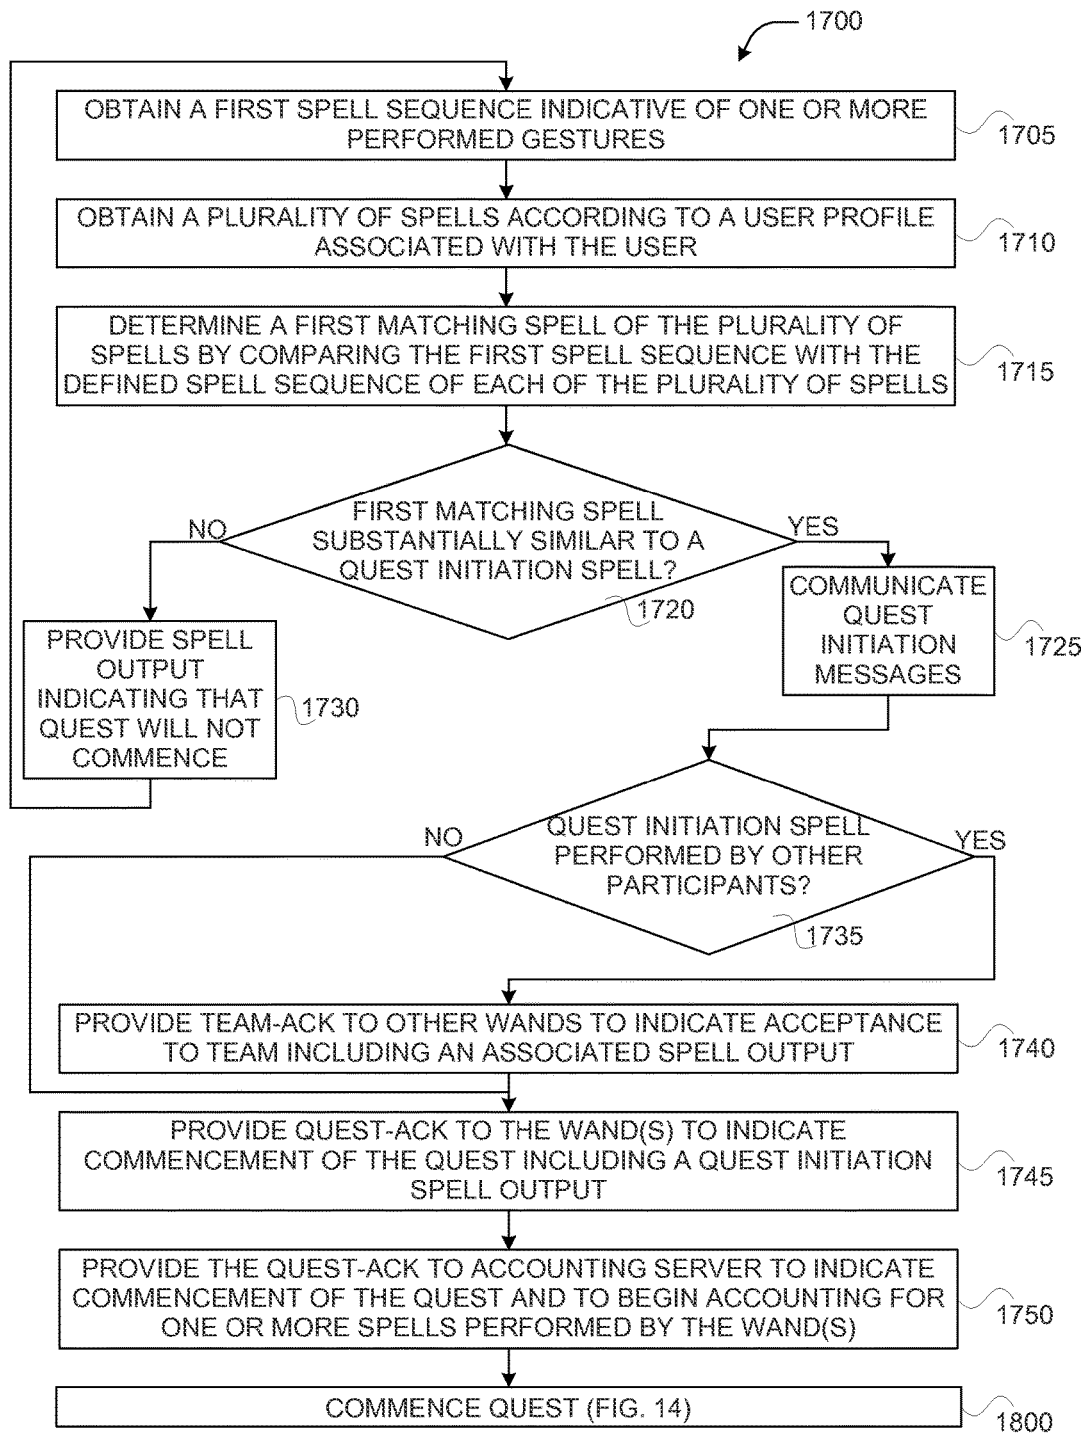 1700
OBTAIN A FIRST SPELL SEQUENCE INDICATIVE OF ONE OR MORE
PERFORMED GESTURES
1705
OBTAIN A PLURALITY OF SPELLS ACCORDING TO A USER PROFILE
ASSOCIATED WITH THE USER
1710
DETERMINE A FIRST MATCHING SPELL OF THE PLURALITY OF
SPELLS BY COMPARING THE FIRST SPELL SEQUENCE WITH THE
DEFINED SPELL SEQUENCE OF EACH OF THE PLURALITY OF SPELLS
1715
FIRST MATCHING SPELL
SUBSTANTIALLY SIMILAR TO A
QUEST INITIATION SPELL?
1720
NO
YES
COMMUNICATE
QUEST
INITIATION
MESSAGES
1725
PROVIDE SPELL
OUTPUT
INDICATING THAT
QUEST WILL NOT
COMMENCE
1730
QUEST INITIATION SPELL
PERFORMED BY OTHER
PARTICIPANTS?
1735
NO
YES
PROVIDE TEAM-ACK TO OTHER WANDS TO INDICATE ACCEPTANCE
TO TEAM INCLUDING AN ASSOCIATED SPELL OUTPUT
1740
PROVIDE QUEST-ACK TO THE WAND(S) TO INDICATE
COMMENCEMENT OF THE QUEST INCLUDING A QUEST INITIATION
SPELL OUTPUT
1745
PROVIDE THE QUEST-ACK TO ACCOUNTING SERVER TO INDICATE
COMMENCEMENT OF THE QUEST AND TO BEGIN ACCOUNTING FOR
ONE OR MORE SPELLS PERFORMED BY THE WAND(S)
1750
COMMENCE QUEST (FIG. 14)
1800